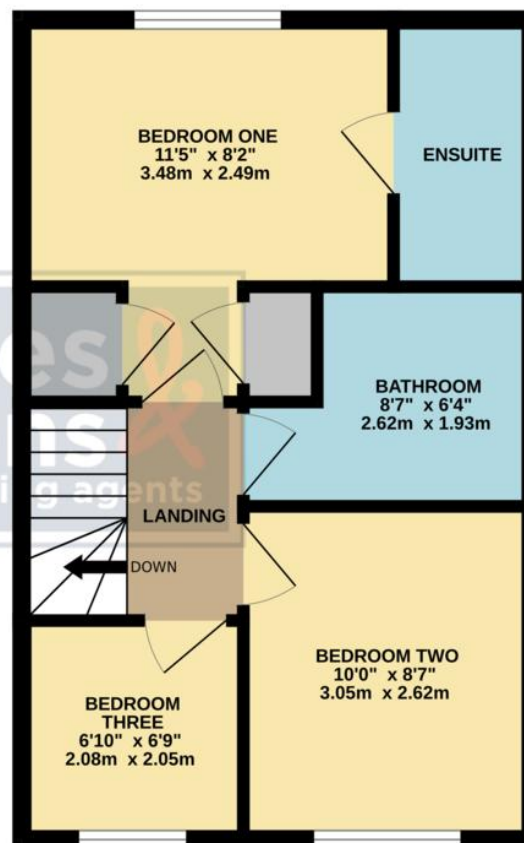 BEDROOM ONE
11'5" x 8'2"
3.48m x 2.49m
ENSUITE
BATHROOM
8'7" x 6'4"
2.62m x 1.93m
LANDING
DOWN
BEDROOM TWO
10'0" x 8'7"
3.05m x 2.62m
BEDROOM
THREE
6'10" x 6'9"
2.08m x 2.05m
agents